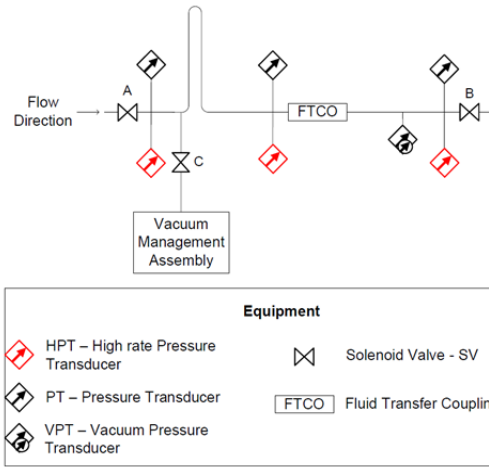 A
B
Flow
Direction
FTCO
C
Vacuum
Management
Assembly
Equipment
HPT – High rate Pressure
Transducer
Solenoid Valve - SV
PT – Pressure Transducer
FTCO
Fluid Transfer Coupling
VPT – Vacuum Pressure
Transducer